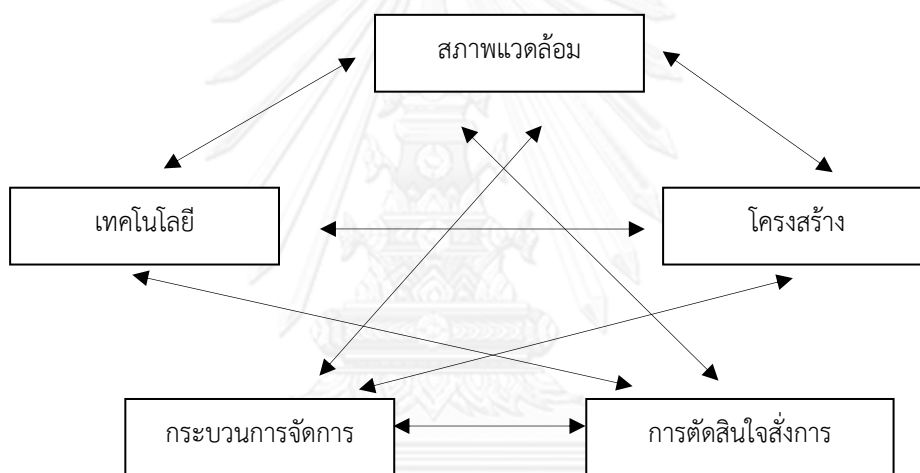 สภาพแวดล้อม
เทคโนโลยี
โครงสร้าง
กระบวนการจัดการ
การตัดสินใจสั่งการ